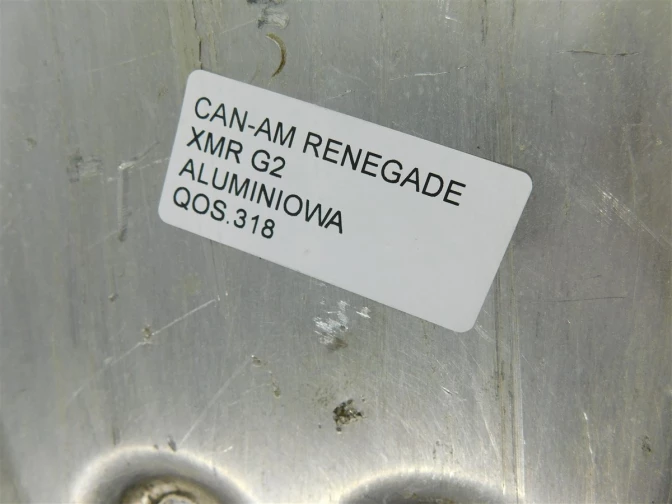 CAN-AM RENEGADE
XMR G2
ALUMINIOWA
QOS.318